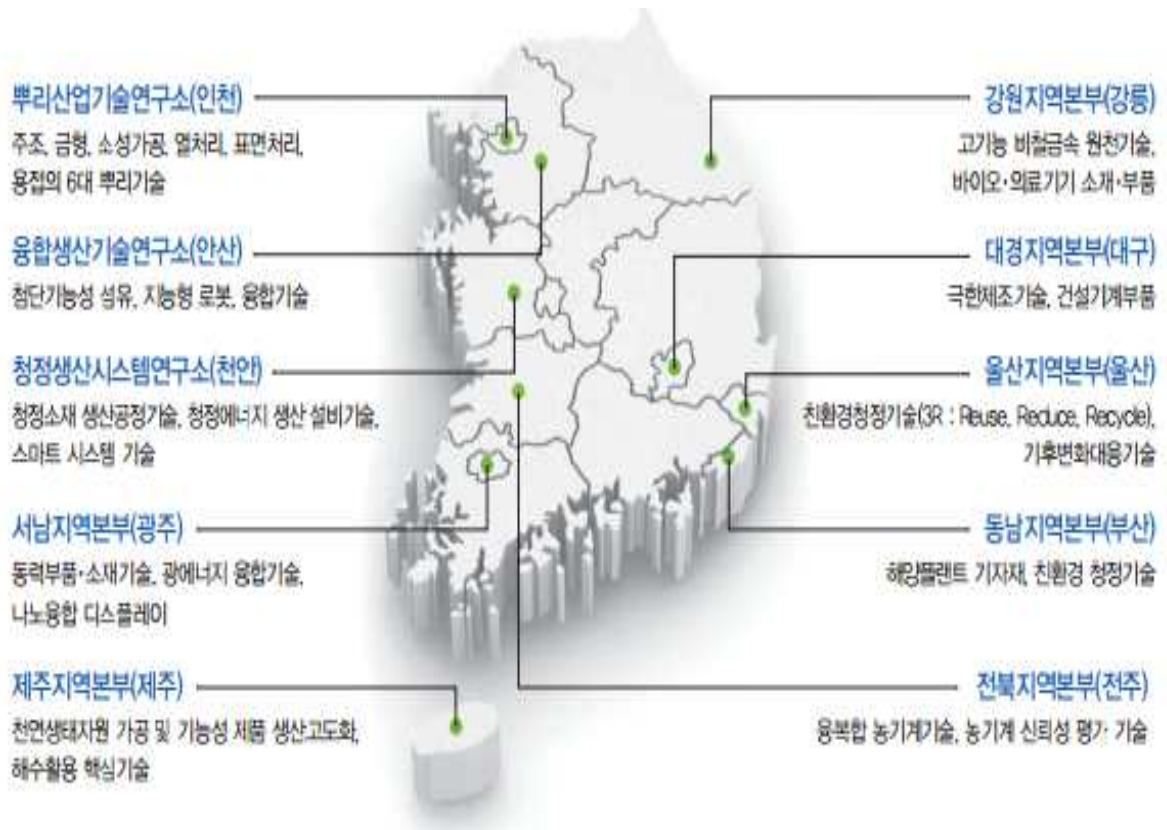 뿌리산업기술연구소(인천)
주조, 금형, 소성가공, 열처리, 표면처리,
용접의 6대 뿌리기술
융합생산기술연구소(안산)
첨단기능성 섬유, 지능형 로봇, 융합기술
청정생산시스템연구소(천안)
청정소재 생산공정기술, 청정에너지 생산 설비기술,
스마트 시스템 기술
서남지역본부(광주)
동력부품·소재기술, 광에너지 융합기술,
나노융합 디스플레이
제주지역본부(제주)
천연생태자원 가공 및 기능성 제품 생산고도화,
해수활용 핵심기술
강원지역본부(강릉)
고기능 비철금속 원천기술,
바이오·의료기기 소재·부품
대경지역본부(대구)
극한제조기술, 건설기계부품
울산지역본부(울산)
친환경청정기술(3R : Reuse, Reduce, Recycle),
기후변화대응기술
동남지역본부(부산)
해양플랜트 기자재, 친환경 청정기술
전북지역본부(전주)
융복합 농기계기술, 농기계 신뢰성 평가 기술